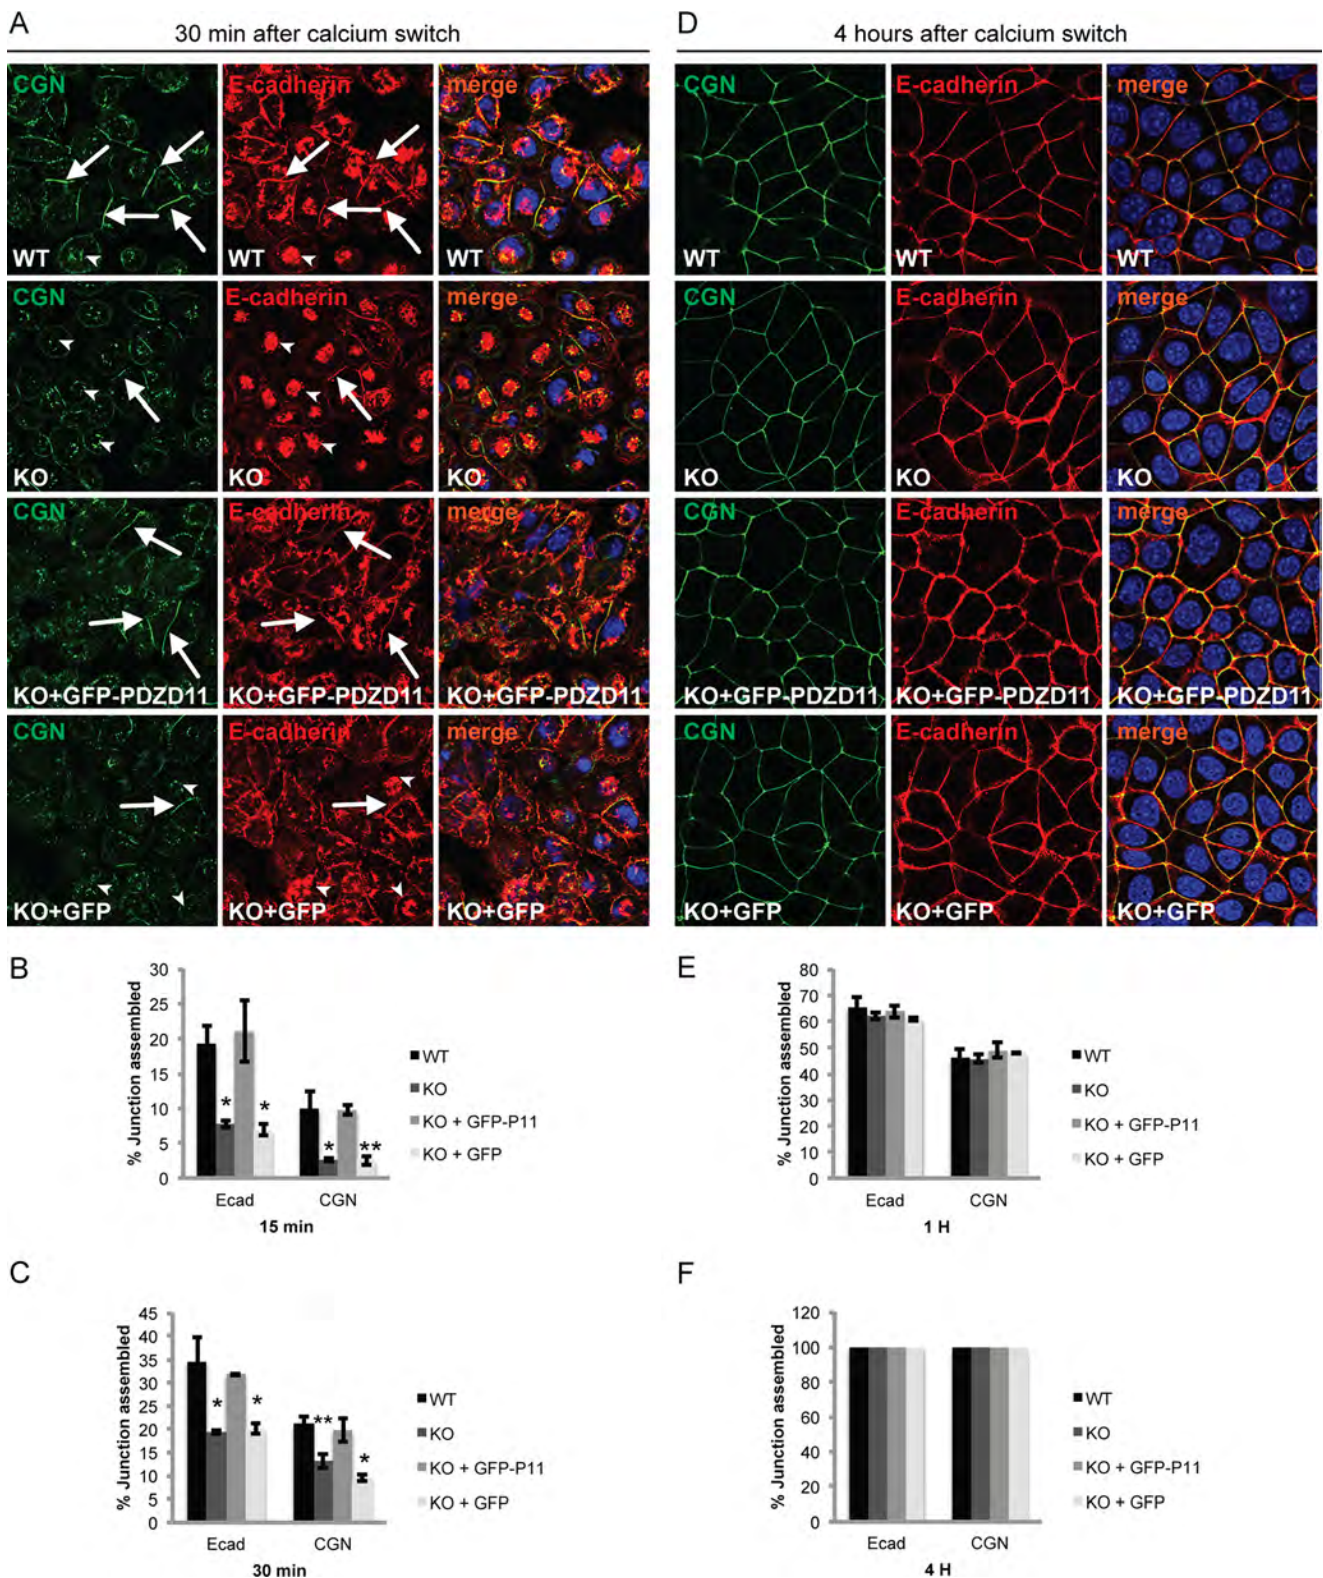 A
30 min after calcium switch
CGN E-cadherin merge
WT WT WT
CGN E-cadherin merge
KO KO KO
CGN E-cadherin merge
KO+GFP-PDZD11 KO+GFP-PDZD11 KO+GFP-PDZD11
CGN E-cadherin merge
KO+GFP KO+GFP KO+GFP
D
4 hours after calcium switch
CGN E-cadherin merge
WT WT WT
CGN E-cadherin merge
KO KO KO
CGN E-cadherin merge
KO+GFP-PDZD11 KO+GFP-PDZD11 KO+GFP-PDZD11
CGN E-cadherin merge
KO+GFP KO+GFP KO+GFP
B
% Junction assembled
30
25
20
15
10
5
0
* * * **
Ecad CGN
15 min
WT
KO
KO + GFP-P11
KO + GFP
E
% Junction assembled
80
70
60
50
40
30
20
10
0
Ecad CGN
1 H
WT
KO
KO + GFP-P11
KO + GFP
C
% Junction assembled
45
40
35
30
25
20
15
10
5
0
* * ** *
Ecad CGN
30 min
WT
KO
KO + GFP-P11
KO + GFP
F
% Junction assembled
120
100
80
60
40
20
0
Ecad CGN
4 H
WT
KO
KO + GFP-P11
KO + GFP